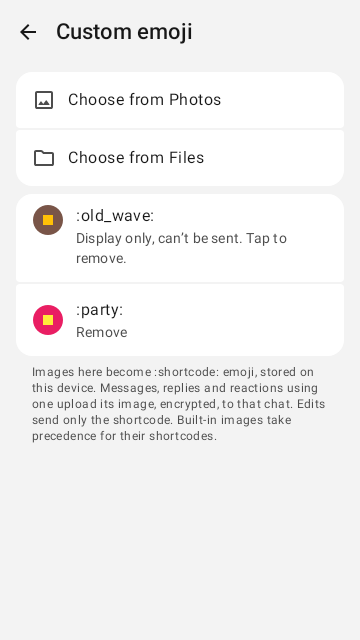 Custom emoji
Choose from Photos
Choose from Files
:old_wave:
Display only, can’t be sent. Tap to
remove.
:party:
Remove
Images here become :shortcode: emoji, stored on
this device. Messages, replies and reactions using
one upload its image, encrypted, to that chat. Edits
send only the shortcode. Built-in images take
precedence for their shortcodes.